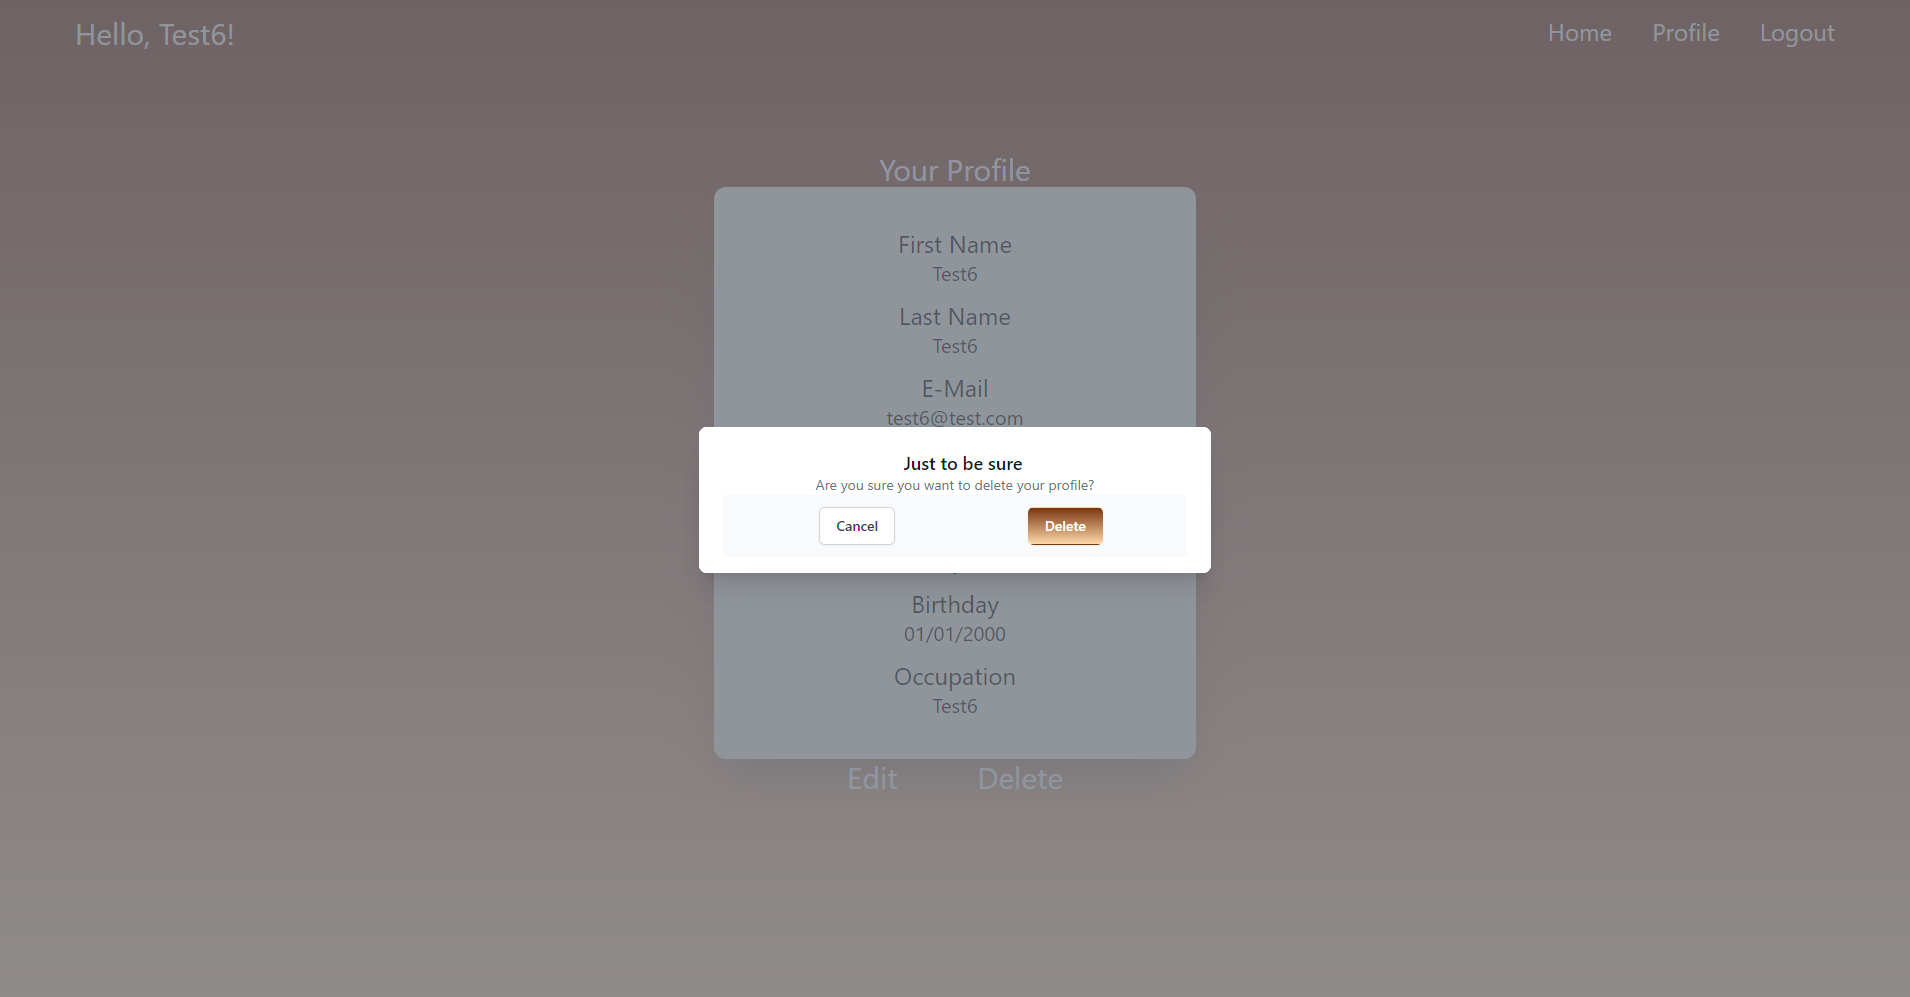 Hello, Test6!
Home Profile Logout
Your Profile
First Name
Test6
Last Name
Test6
E-Mail
test6@test.com
Just to be sure
Are you sure you want to delete your profile?
Cancel Delete
Birthday
01/01/2000
Occupation
Test6
Edit Delete